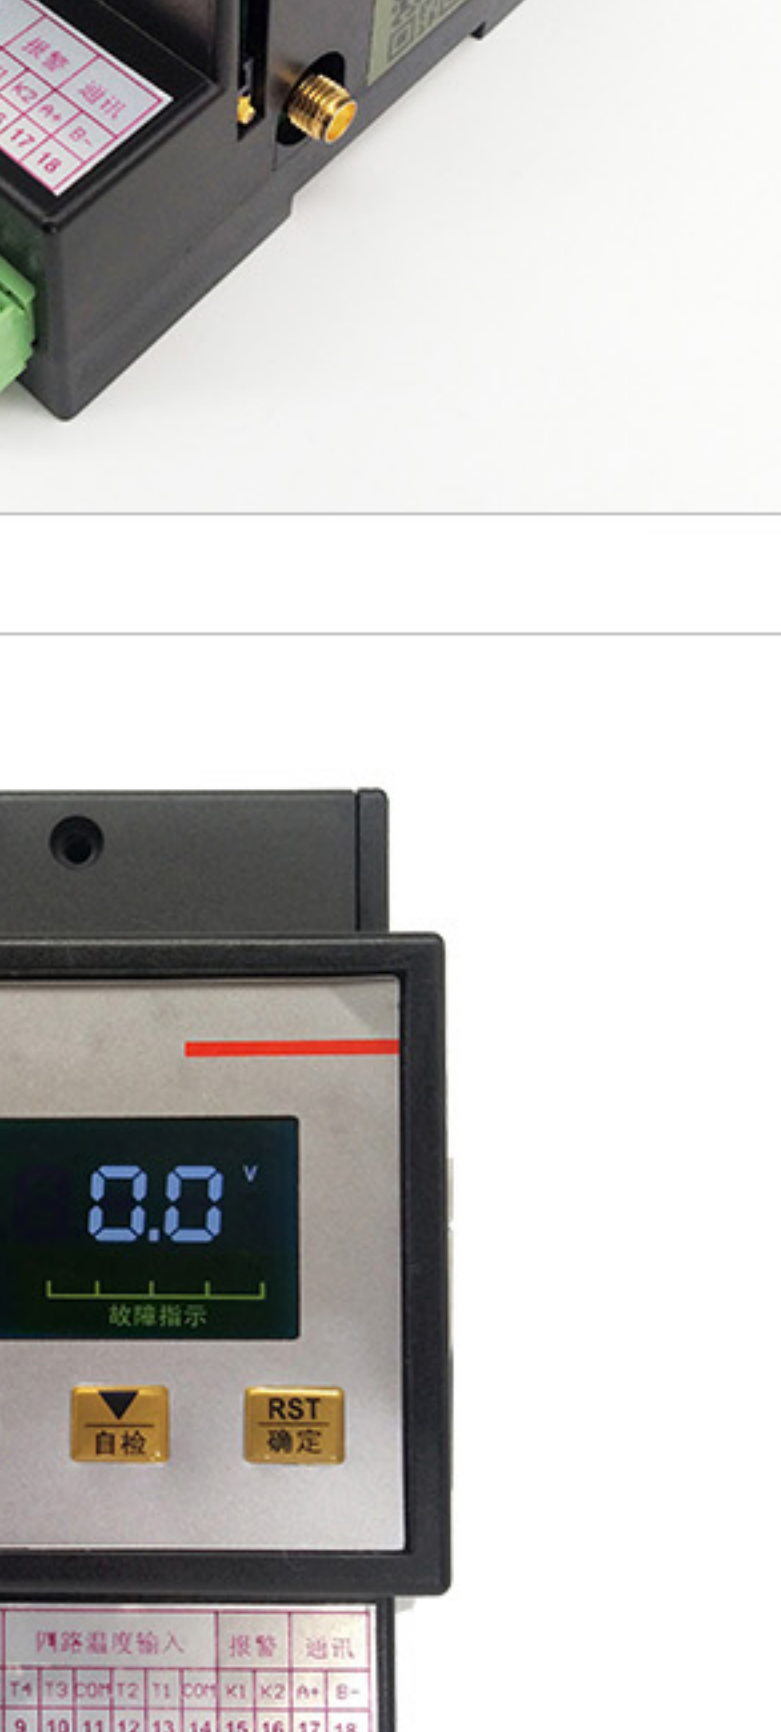 报警 通讯
K2 A+ B-
17 18
0.0 V
故障指示
自检
RST
确定
四路温度输入 报警 通讯
T4 T3 COM T2 T1 COM K1 K2 A+ B-
9 10 11 12 13 14 15 16 17 18